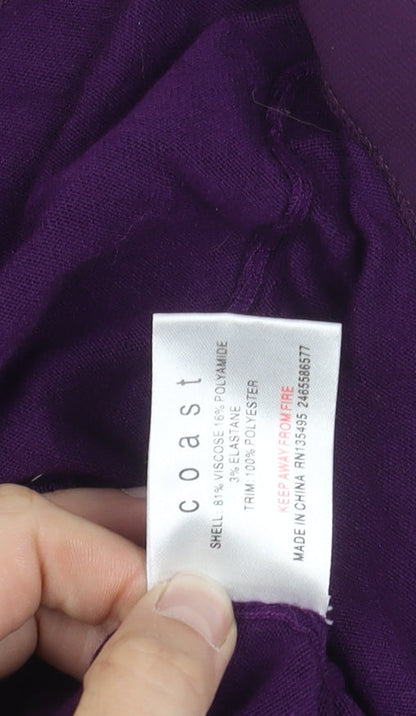 coast
SHELL: 81% VISCOSE 16% POLYAMIDE
3% ELASTANE
TRIM: 100% POLYESTER
KEEP AWAY FROM FIRE
MADE IN CHINA RN135495 2465586577